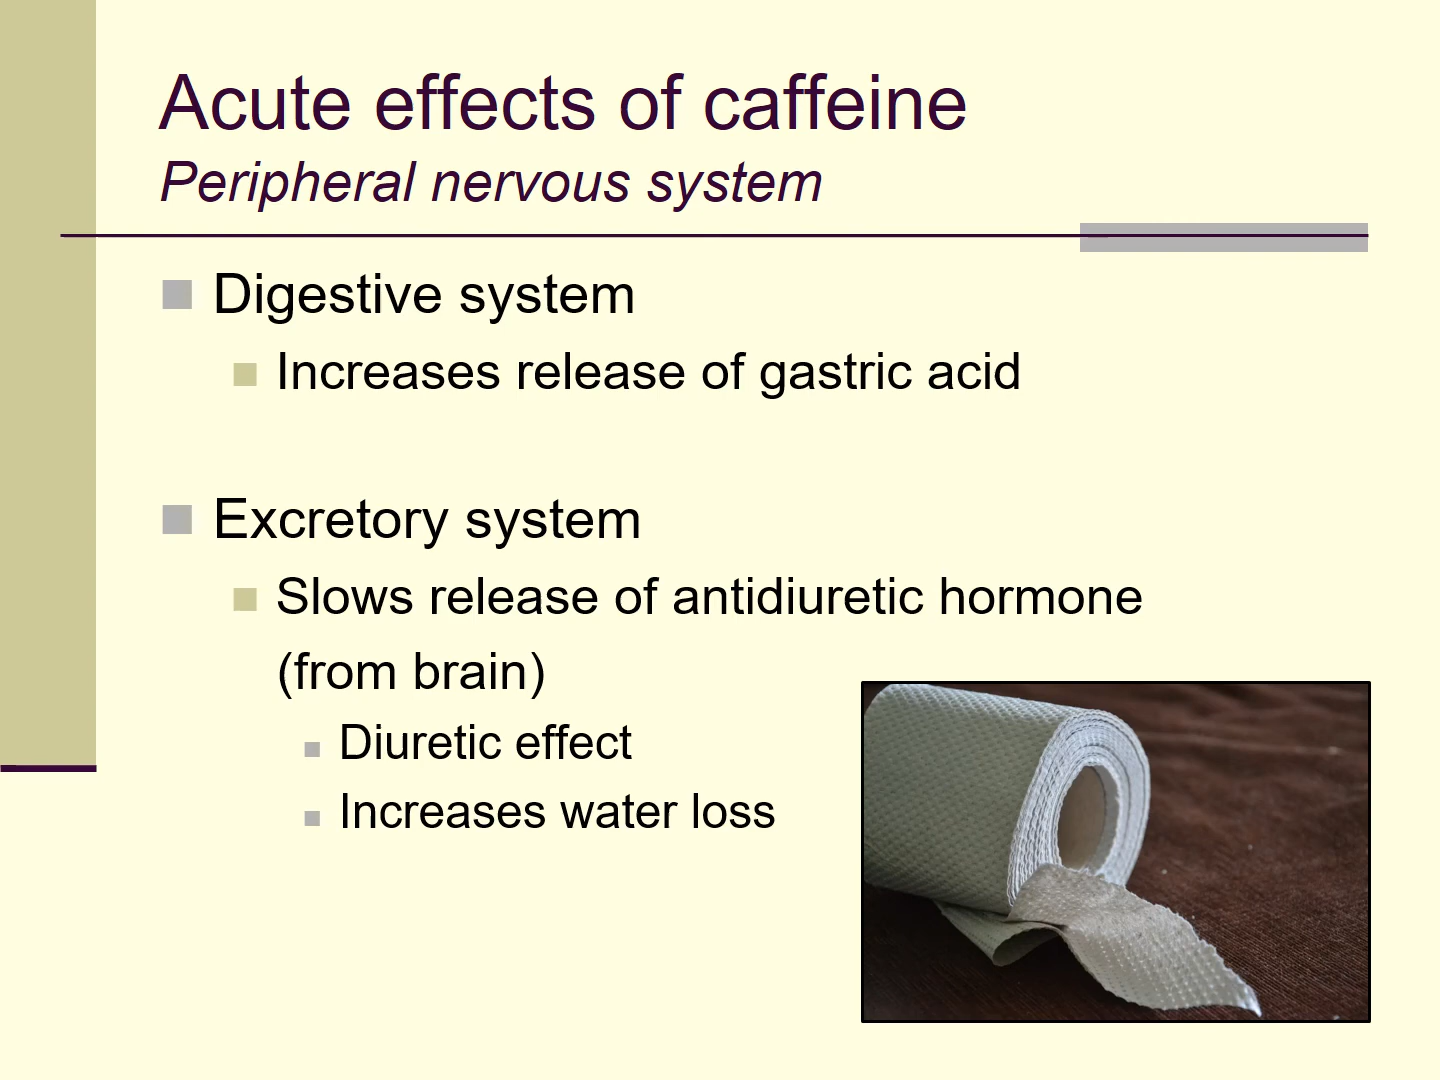 Acute effects of caffeine
Peripheral nervous system
Digestive system
Increases release of gastric acid
Excretory system
Slows release of antidiuretic hormone
(from brain)
Diuretic effect
Increases water loss